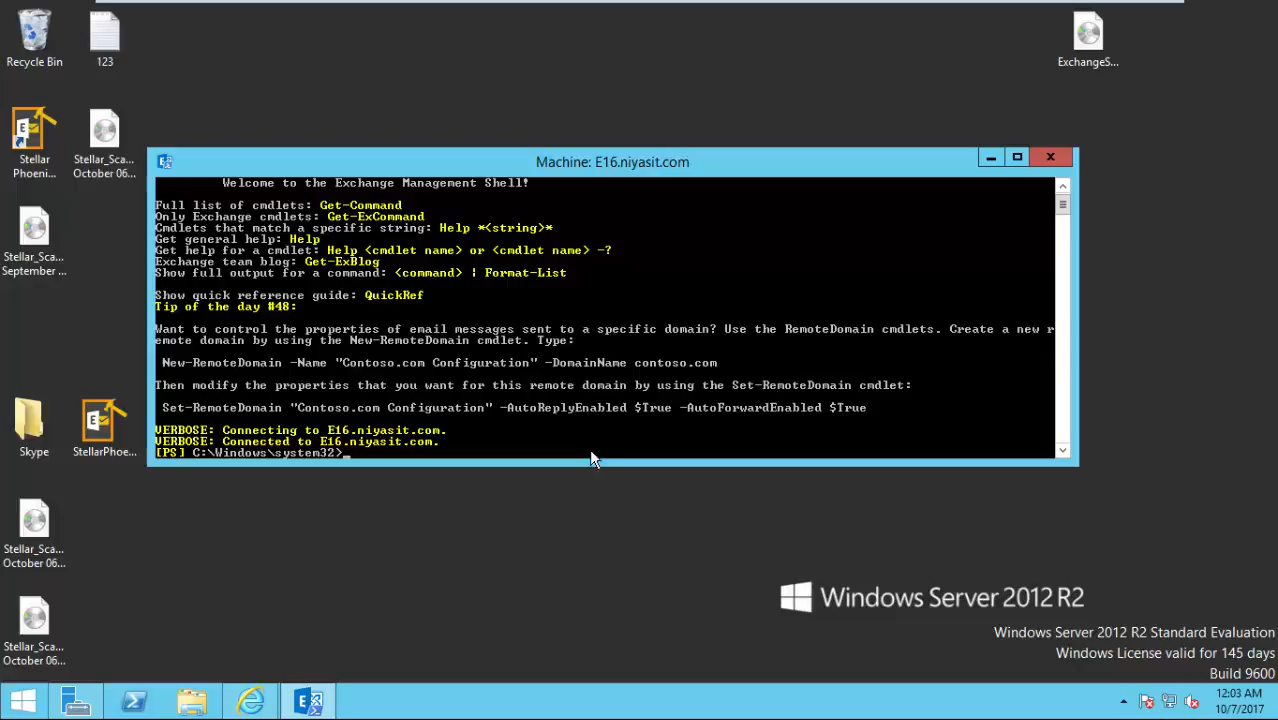 Recycle Bin
123
ExchangeS...
Stellar
Phoeni...
Stellar_Sca...
October 06...
Stellar_Sca...
September ...
Machine: E16.niyasit.com
Welcome to the Exchange Management Shell!
Full list of cmdlets: Get-Command
Only Exchange cmdlets: Get-ExCommand
Cmdlets that match a specific string: Help *<string>*
Get general help: Help
Get help for a cmdlet: Help <cmdlet name> or <cmdlet name> -?
Exchange team blog: Get-ExBlog
Show full output for a command: <command> | Format-List
Show quick reference guide: QuickRef
Tip of the day #48:
Want to control the properties of email messages sent to a specific domain? Use the RemoteDomain cmdlets. Create a new r
emote domain by using the New-RemoteDomain cmdlet. Type:
New-RemoteDomain -Name "Contoso.com Configuration" -DomainName contoso.com
Then modify the properties that you want for this remote domain by using the Set-RemoteDomain cmdlet:
Set-RemoteDomain "Contoso.com Configuration" -AutoReplyEnabled $True -AutoForwardEnabled $True
VERBOSE: Connecting to E16.niyasit.com.
VERBOSE: Connected to E16.niyasit.com.
[PS] C:\Windows\system32>_
Skype
StellarPhoe...
Stellar_Sca...
October 06...
Stellar_Sca...
October 06...
Windows Server 2012 R2
Windows Server 2012 R2 Standard Evaluation
Windows License valid for 145 days
Build 9600
12:03 AM
10/7/2017